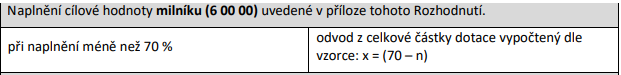 Naplnění cílové hodnoty milníku (6 00 00) uvedené v příloze tohoto Rozhodnutí.
při naplnění méně než 70 %
odvod z celkové částky dotace vypočtený dle
vzorce: x = (70 – n)